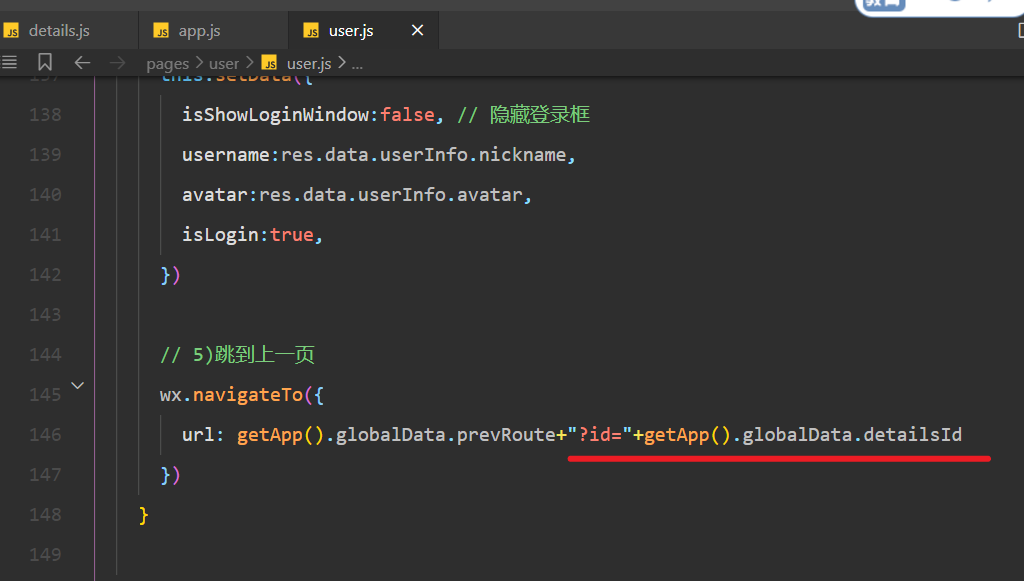 details.js
app.js
user.js
pages > user > user.js > ...
137 this.setData({
138 isShowLoginWindow:false, // 隐藏登录框
139 username:res.data.userInfo.nickname,
140 avatar:res.data.userInfo.avatar,
141 isLogin:true,
142 })
143
144 // 5)跳到上一页
145 wx.navigateTo({
146 url: getApp().globalData.prevRoute+"?id="+getApp().globalData.detailsId
147 })
148 }
149